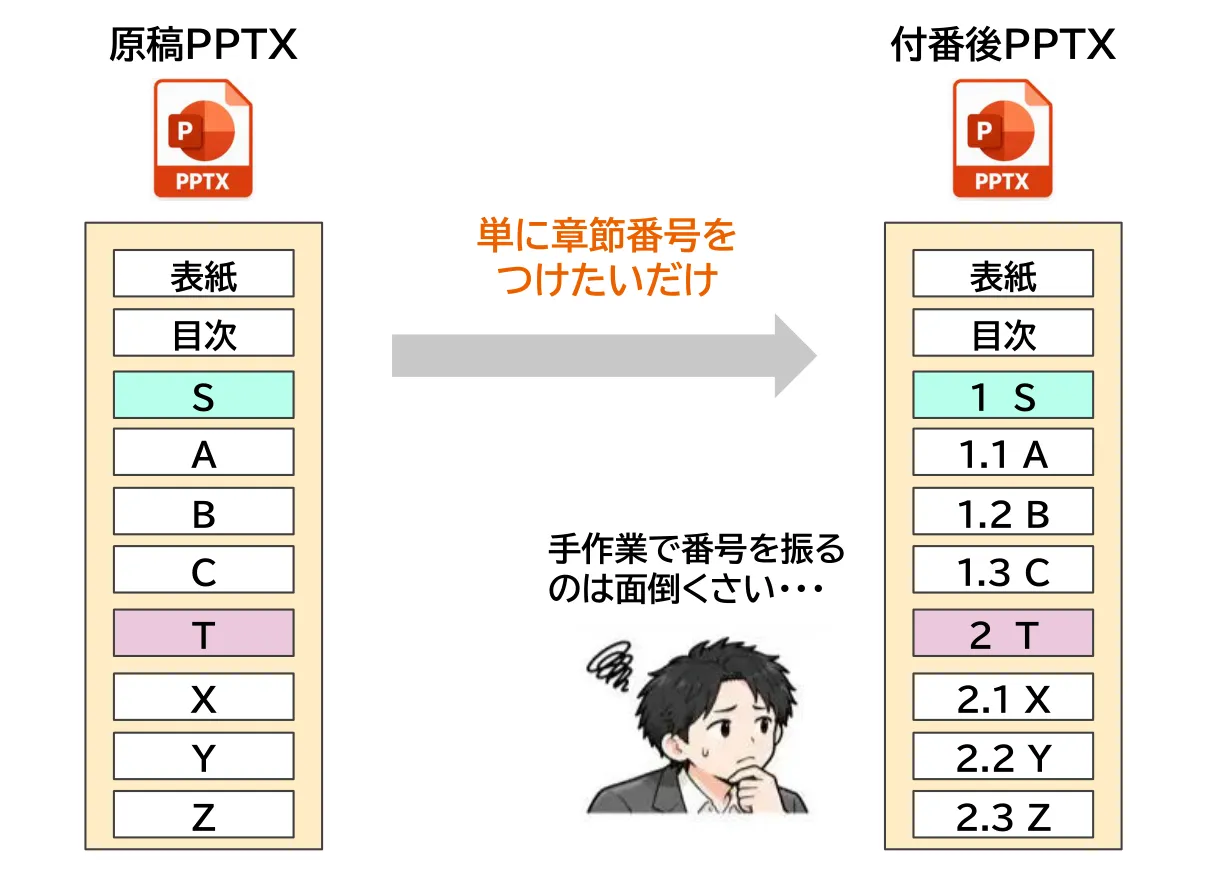 原稿PPTX
P
PPTX
表紙
目次
S
A
B
C
T
X
Y
Z
単に章節番号を
つけたいだけ
手作業で番号を振る
のは面倒くさい・・・
付番後PPTX
P
PPTX
表紙
目次
1 S
1.1 A
1.2 B
1.3 C
2 T
2.1 X
2.2 Y
2.3 Z